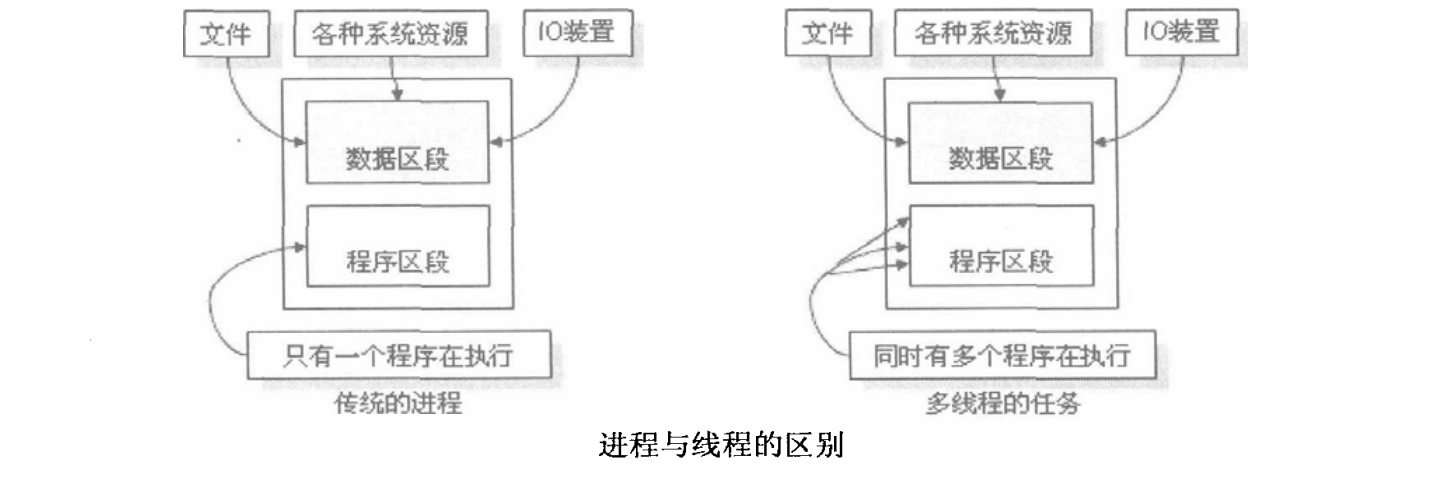 文件 各种系统资源 IO装置
数据区段
程序区段
只有一个程序在执行
传统的进程
文件 各种系统资源 IO装置
数据区段
程序区段
同时有多个程序在执行
多线程的任务
进程与线程的区别